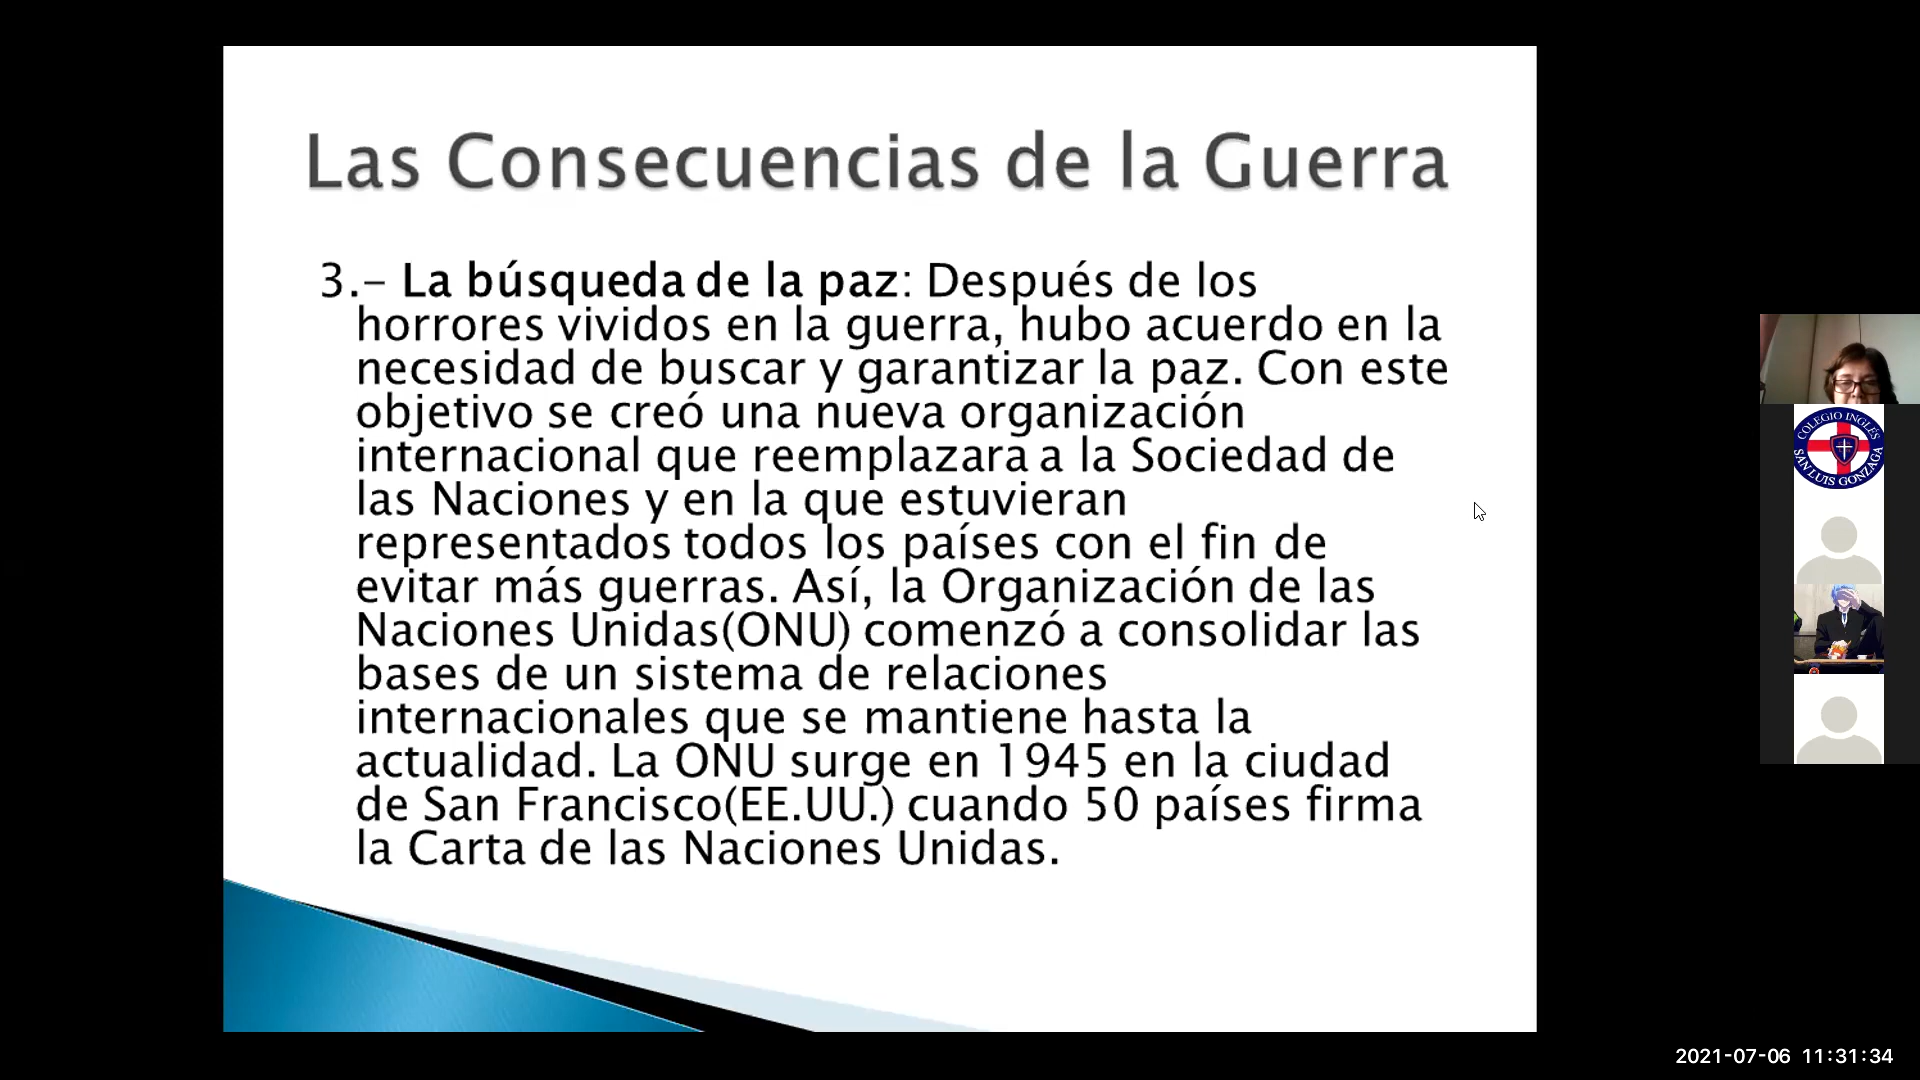 Las Consecuencias de la Guerra
3.- La búsqueda de la paz: Después de los
horrores vividos en la guerra, hubo acuerdo en la
necesidad de buscar y garantizar la paz. Con este
objetivo se creó una nueva organización
internacional que reemplazara a la Sociedad de
las Naciones y en la que estuvieran
representados todos los países con el fin de
evitar más guerras. Así, la Organización de las
Naciones Unidas(ONU) comenzó a consolidar las
bases de un sistema de relaciones
internacionales que se mantiene hasta la
actualidad. La ONU surge en 1945 en la ciudad
de San Francisco(EE.UU.) cuando 50 países firma
la Carta de las Naciones Unidas.
COLEGIO INGLÉS
SAN LUIS GONZAGA
2021-07-06 11:31:34